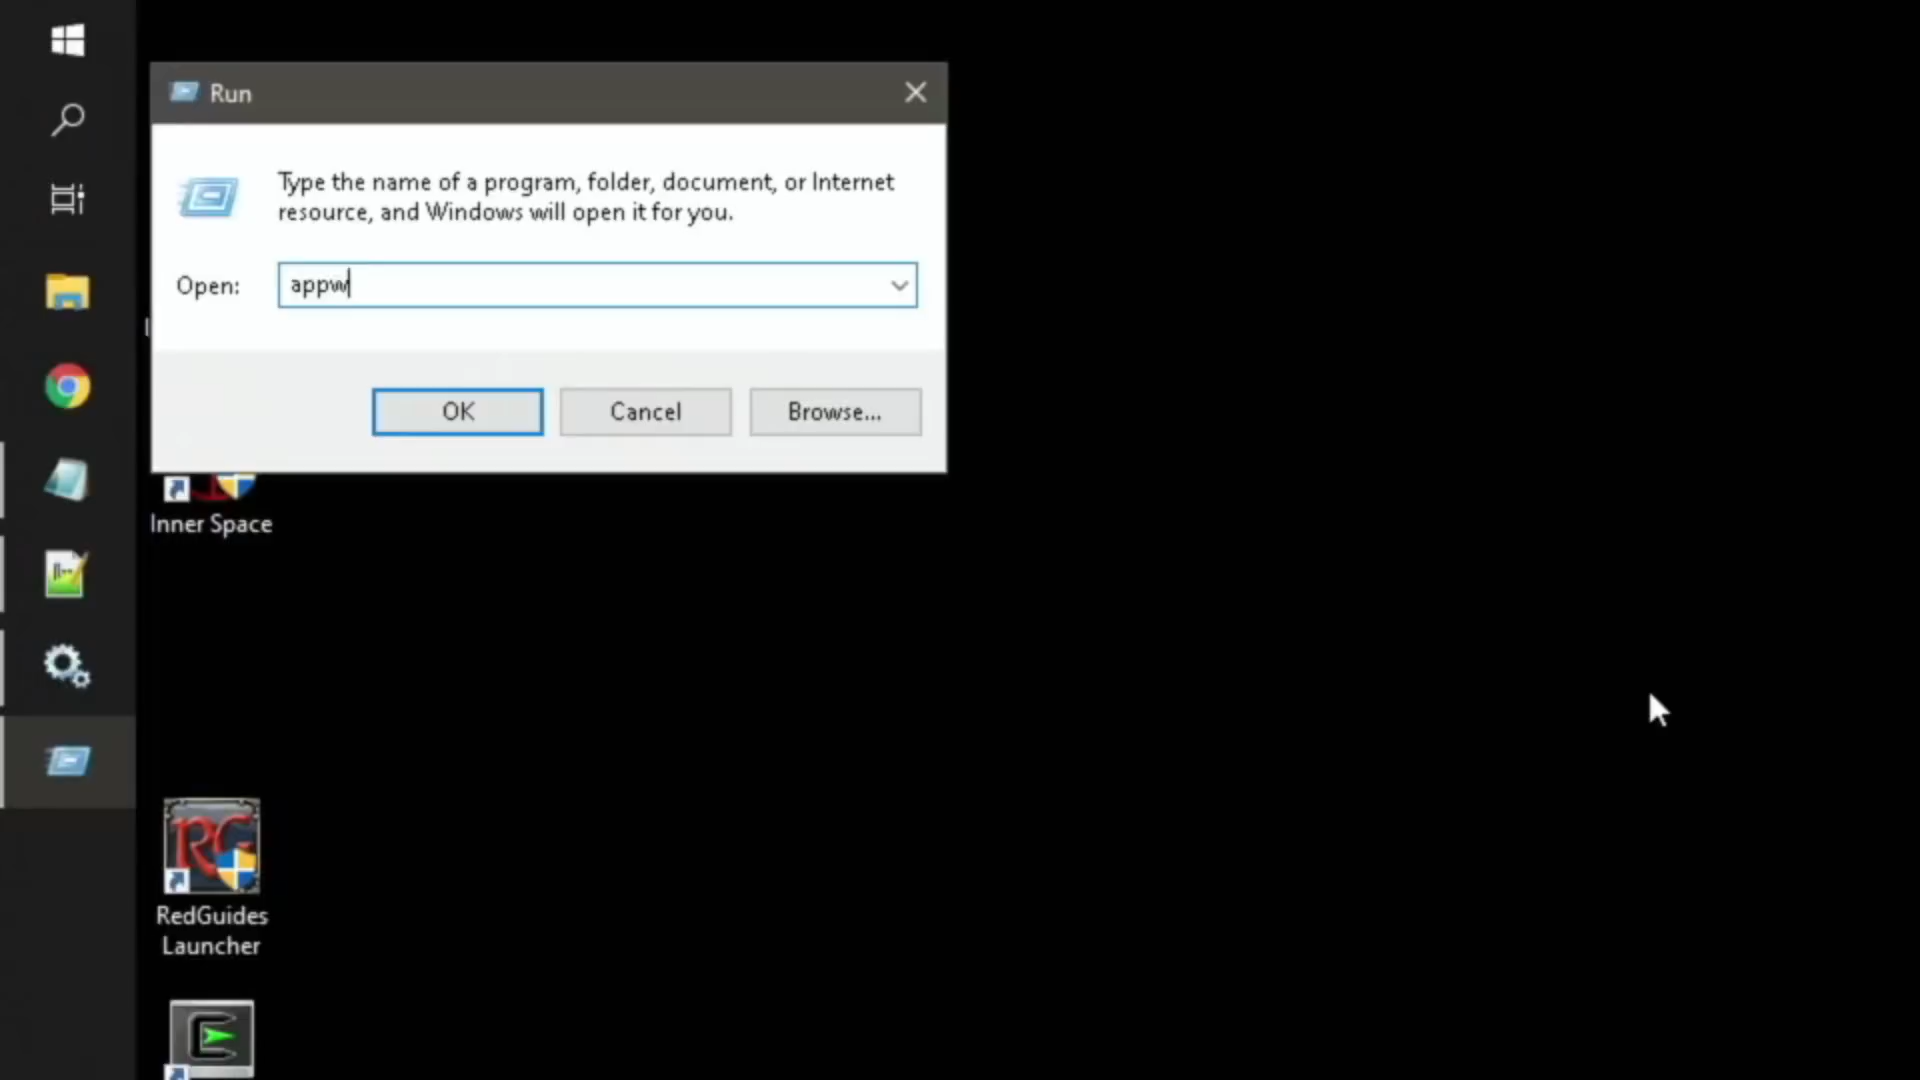 Run
Type the name of a program, folder, document, or Internet
resource, and Windows will open it for you.
Open:
appw
OK
Cancel
Browse...
Inner Space
RG
RedGuides
Launcher